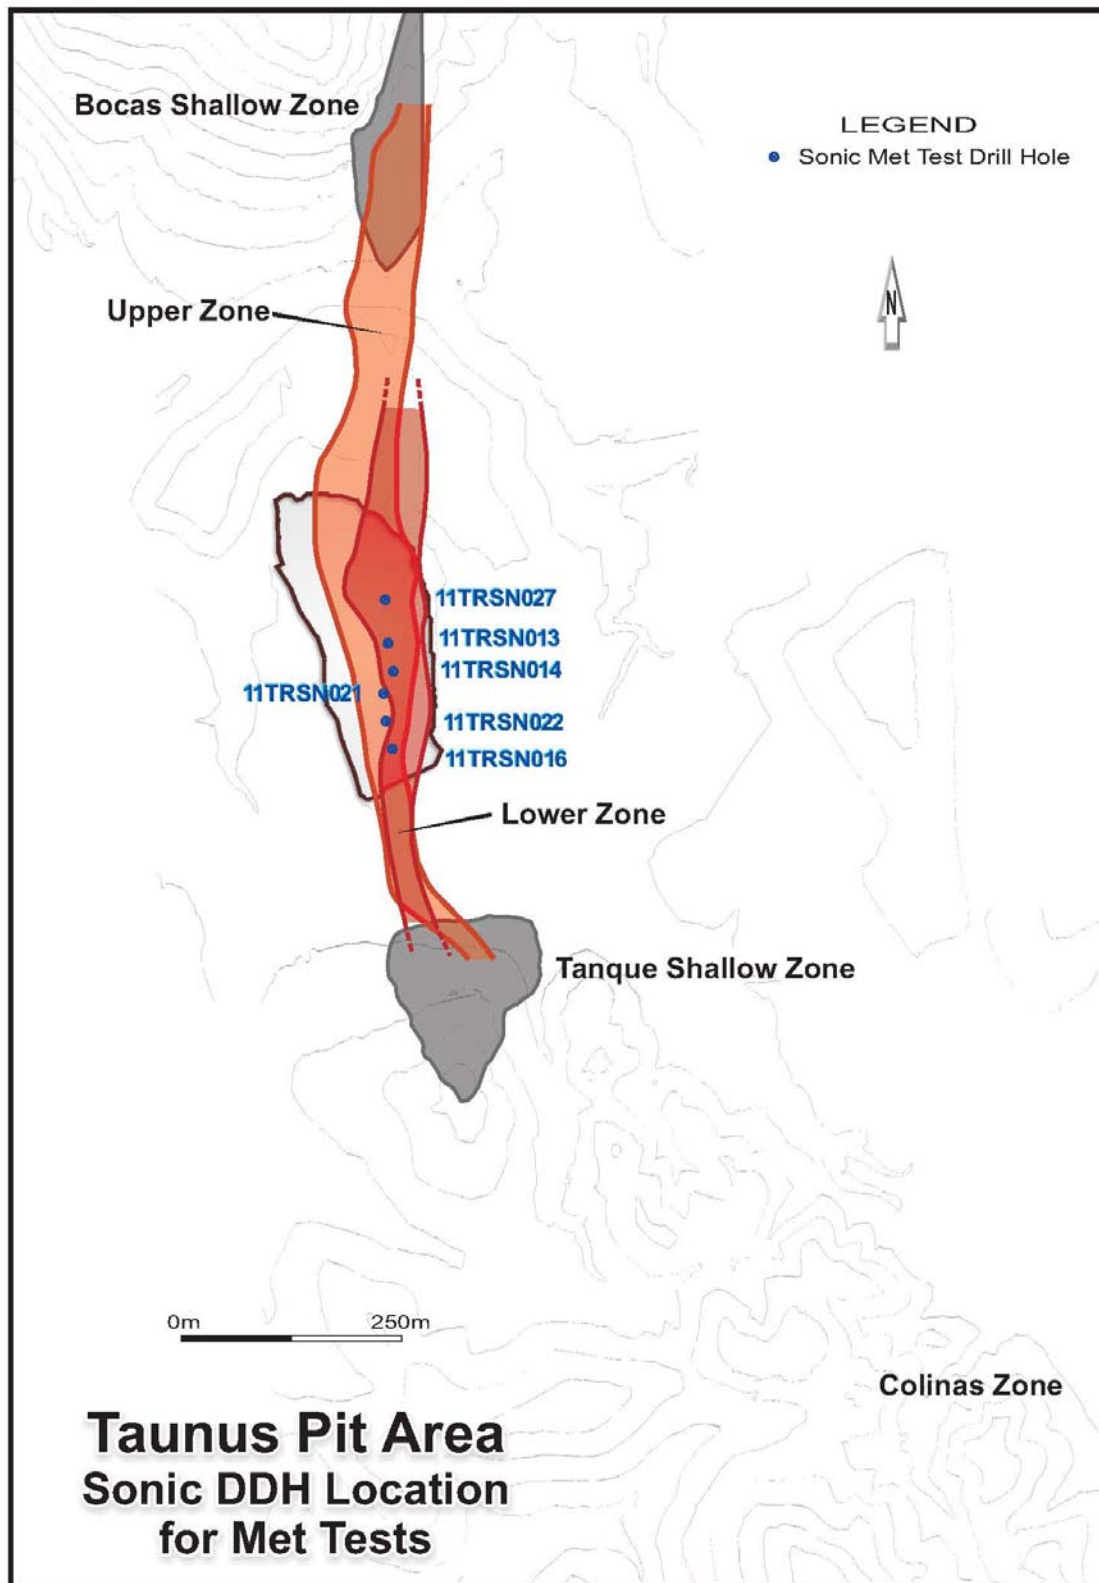 Bocas Shallow Zone
LEGEND
Sonic Met Test Drill Hole
N
Upper Zone
11TRSN027
11TRSN013
11TRSN014
11TRSN021
11TRSN022
11TRSN016
Lower Zone
Tanque Shallow Zone
0m 250m
Colinas Zone
Taunus Pit Area
Sonic DDH Location
for Met Tests